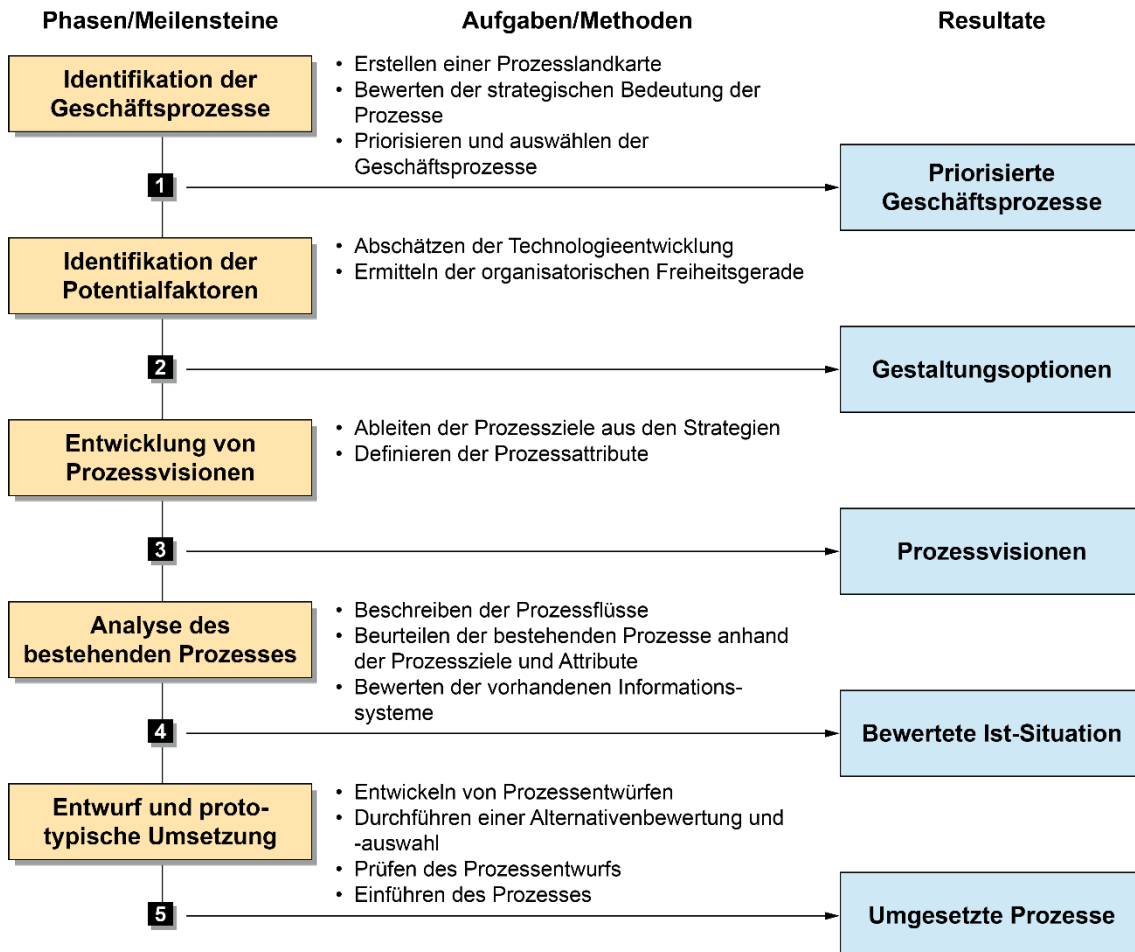 Phasen/Meilensteine
Aufgaben/Methoden
Resultate
Identifikation der
Geschäftsprozesse
• Erstellen einer Prozesslandkarte
• Bewerten der strategischen Bedeutung der
Prozesse
• Priorisieren und auswählen der
Geschäftsprozesse
1
Priorisierte
Geschäftsprozesse
Identifikation der
Potentialfaktoren
• Abschätzen der Technologieentwicklung
• Ermitteln der organisatorischen Freiheitsgerade
2
Gestaltungsoptionen
Entwicklung von
Prozessvisionen
• Ableiten der Prozessziele aus den Strategien
• Definieren der Prozessattribute
3
Prozessvisionen
Analyse des
bestehenden Prozesses
• Beschreiben der Prozessflüsse
• Beurteilen der bestehenden Prozesse anhand
der Prozessziele und Attribute
• Bewerten der vorhandenen Informations-
systeme
4
Bewertete Ist-Situation
Entwurf und proto-
typische Umsetzung
• Entwickeln von Prozessentwürfen
• Durchführen einer Alternativenbewertung und
-auswahl
• Prüfen des Prozessentwurfs
• Einführen des Prozesses
5
Umgesetzte Prozesse